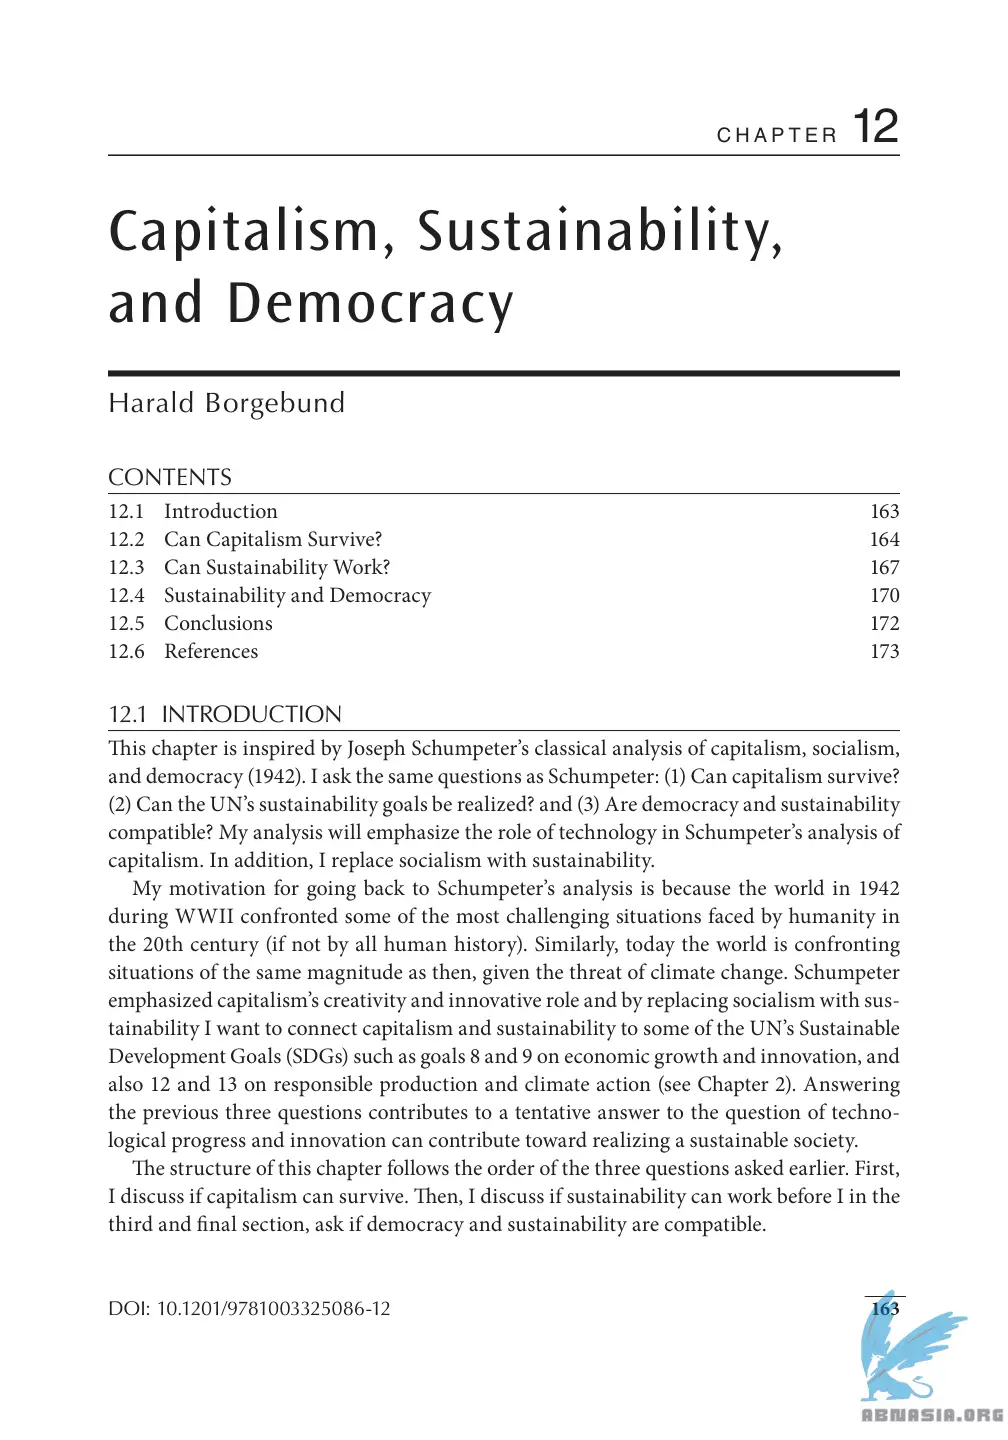 CHAPTER 12
Capitalism, Sustainability,
and Democracy
Harald Borgebund
CONTENTS
12.1 Introduction 163
12.2 Can Capitalism Survive? 164
12.3 Can Sustainability Work? 167
12.4 Sustainability and Democracy 170
12.5 Conclusions 172
12.6 References 173
12.1 INTRODUCTION
This chapter is inspired by Joseph Schumpeter’s classical analysis of capitalism, socialism,
and democracy (1942). I ask the same questions as Schumpeter: (1) Can capitalism survive?
(2) Can the UN’s sustainability goals be realized? and (3) Are democracy and sustainability
compatible? My analysis will emphasize the role of technology in Schumpeter’s analysis of
capitalism. In addition, I replace socialism with sustainability.
My motivation for going back to Schumpeter’s analysis is because the world in 1942
during WWII confronted some of the most challenging situations faced by humanity in
the 20th century (if not by all human history). Similarly, today the world is confronting
situations of the same magnitude as then, given the threat of climate change. Schumpeter
emphasized capitalism’s creativity and innovative role and by replacing socialism with sus-
tainability I want to connect capitalism and sustainability to some of the UN’s Sustainable
Development Goals (SDGs) such as goals 8 and 9 on economic growth and innovation, and
also 12 and 13 on responsible production and climate action (see Chapter 2). Answering
the previous three questions contributes to a tentative answer to the question of techno-
logical progress and innovation can contribute toward realizing a sustainable society.
The structure of this chapter follows the order of the three questions asked earlier. First,
I discuss if capitalism can survive. Then, I discuss if sustainability can work before I in the
third and final section, ask if democracy and sustainability are compatible.
DOI: 10.1201/9781003325086-12 163
ABNASIA.ORG